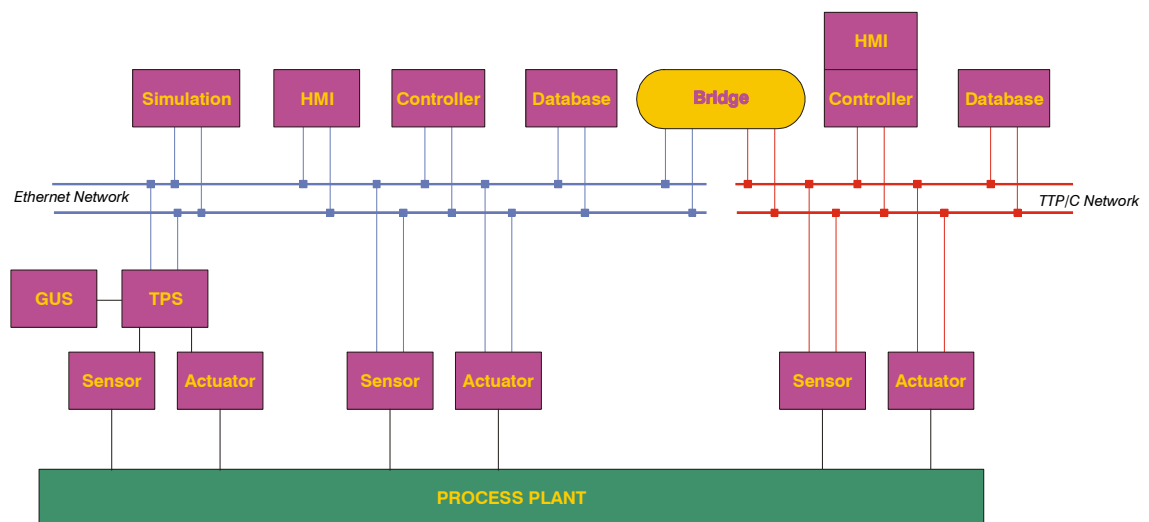 HMI
Simulation
HMI
Controller
Database
Bridge
Controller
Database
Ethernet Network
TTP/C Network
GUS
TPS
Sensor
Actuator
Sensor
Actuator
Sensor
Actuator
PROCESS PLANT